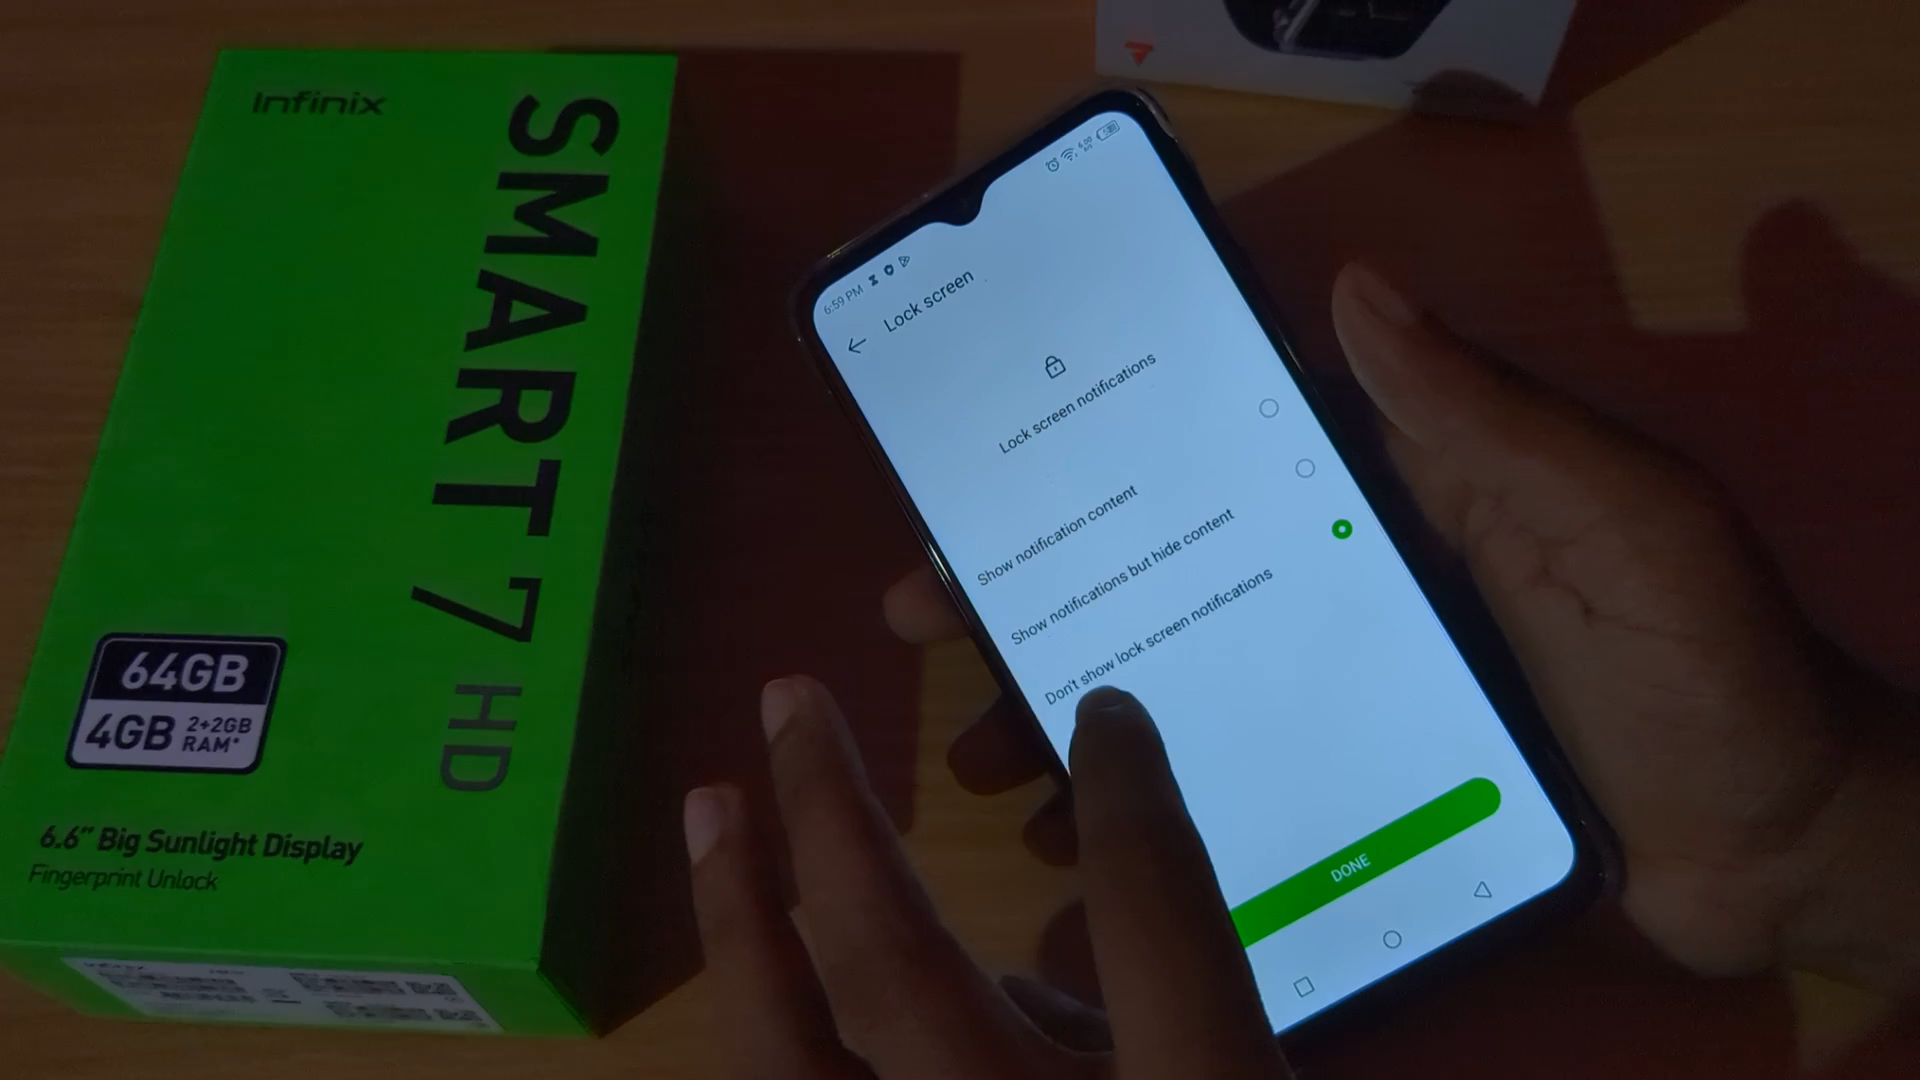 Infinix
SMART 7 HD
64GB
4GB 2+2GB RAM*
6.6" Big Sunlight Display
Fingerprint Unlock
6:59 PM
Lock screen
Lock screen notifications
Show notification content
Show notifications but hide content
Don't show lock screen notifications
DONE